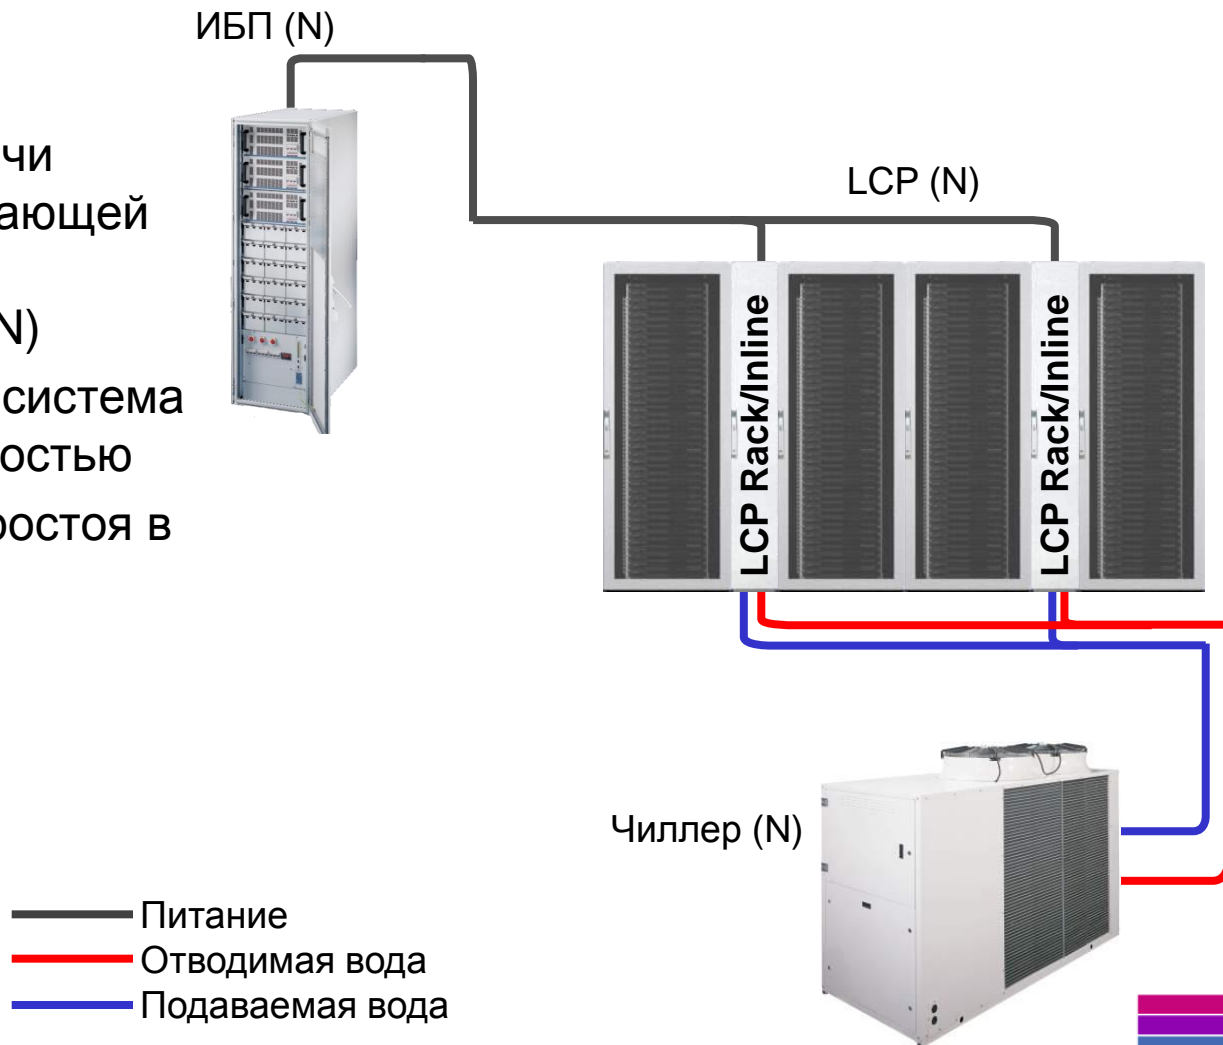 ИБП (N)
чи
ающей
N)
система
остью
ростоя в
LCP (N)
LCP Rack/Inline
LCP Rack/Inline
Чиллер (N)
Питание
Отводимая вода
Подаваемая вода